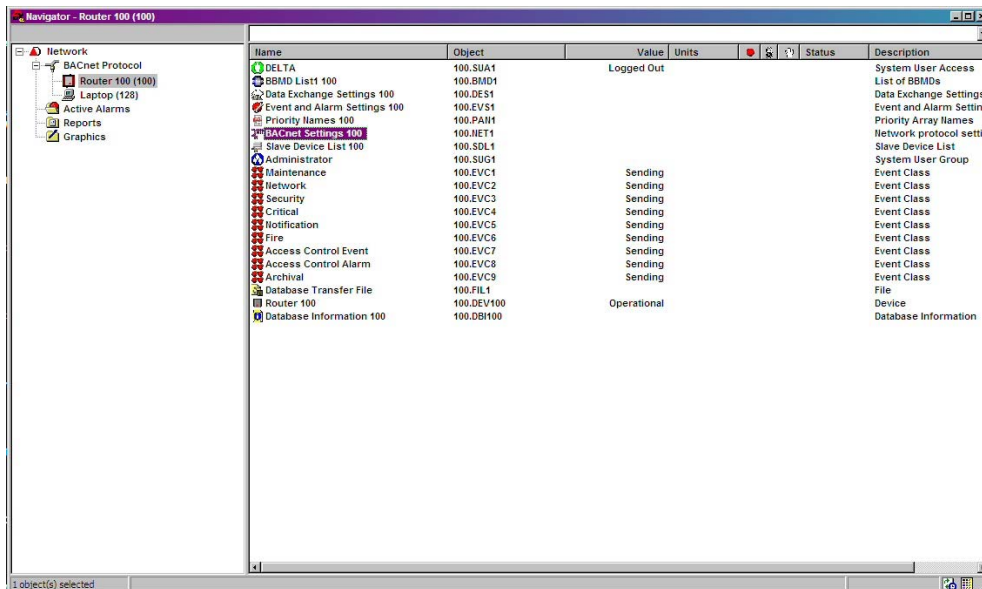 Navigator - Router 100 (100)
Network
BACnet Protocol
Router 100 (100)
Laptop (128)
Active Alarms
Reports
Graphics
Name Object Value Units Status Description
DELTA 100.SUA1 Logged Out System User Access
BBMD List1 100 100.BMD1 List of BBMDs
Data Exchange Settings 100 100.DES1 Data Exchange Settings
Event and Alarm Settings 100 100.EVS1 Event and Alarm Settin
Priority Names 100 100.PAN1 Priority Array Names
BACnet Settings 100 100.NET1 Network protocol setti
Slave Device List 100 100.SDL1 Slave Device List
Administrator 100.SUG1 System User Group
Maintenance 100.EVC1 Sending Event Class
Network 100.EVC2 Sending Event Class
Security 100.EVC3 Sending Event Class
Critical 100.EVC4 Sending Event Class
Notification 100.EVC5 Sending Event Class
Fire 100.EVC6 Sending Event Class
Access Control Event 100.EVC7 Sending Event Class
Access Control Alarm 100.EVC8 Sending Event Class
Archival 100.EVC9 Sending Event Class
Database Transfer File 100.FIL1 File
Router 100 100.DEV100 Operational Device
Database Information 100 100.DBI100 Database Information
1 object(s) selected